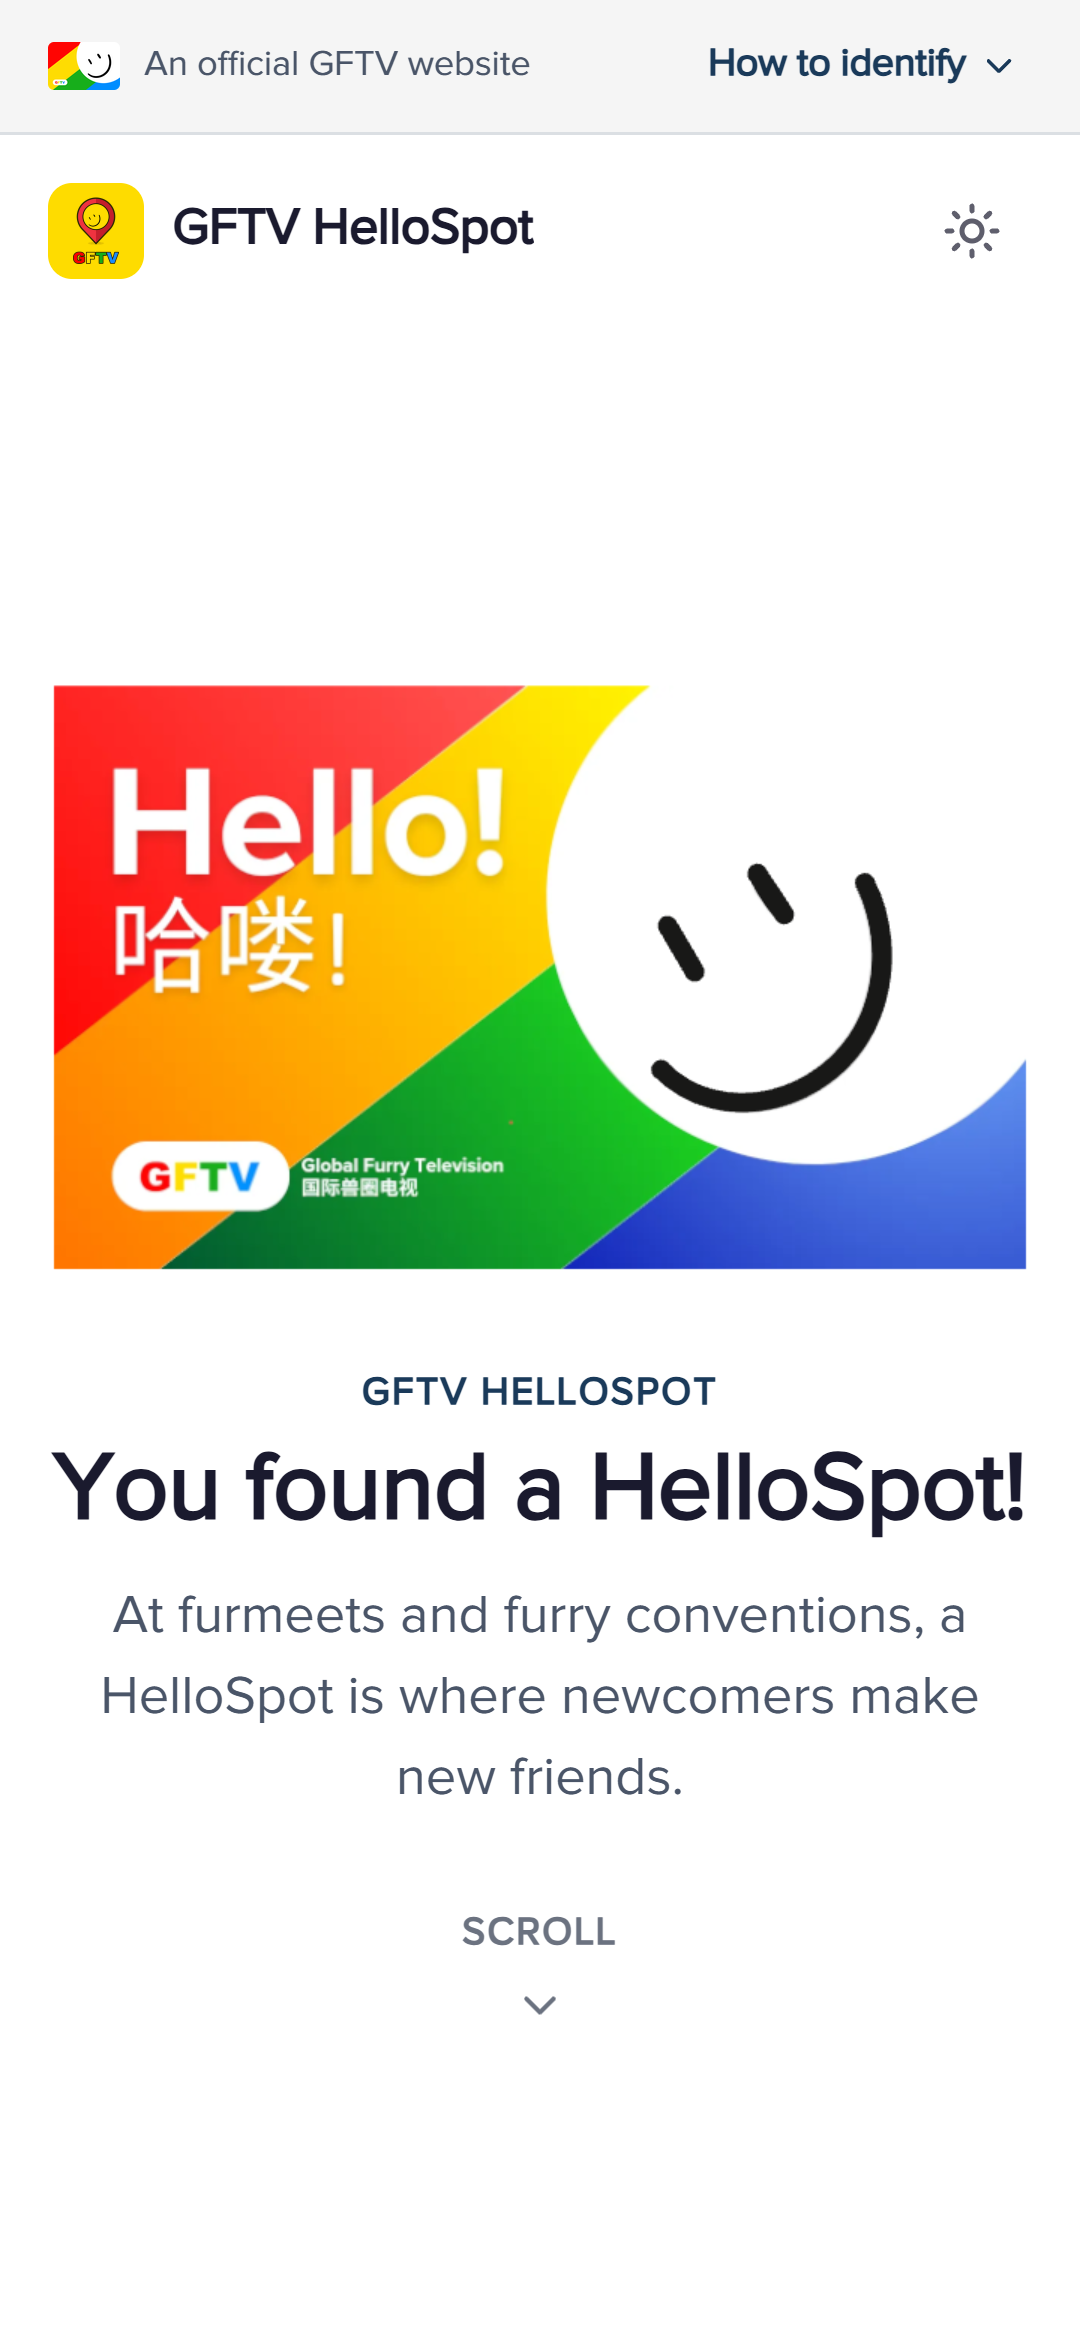 An official GFTV website
How to identify
GFTV
GFTV HelloSpot
Hello!
哈喽!
GFTV
Global Furry Television
国际兽圈电视
GFTV HELLOSPOT
You found a HelloSpot!
At furmeets and furry conventions, a
HelloSpot is where newcomers make
new friends.
SCROLL